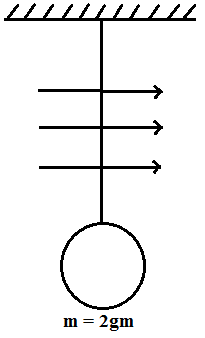 m = 2gm